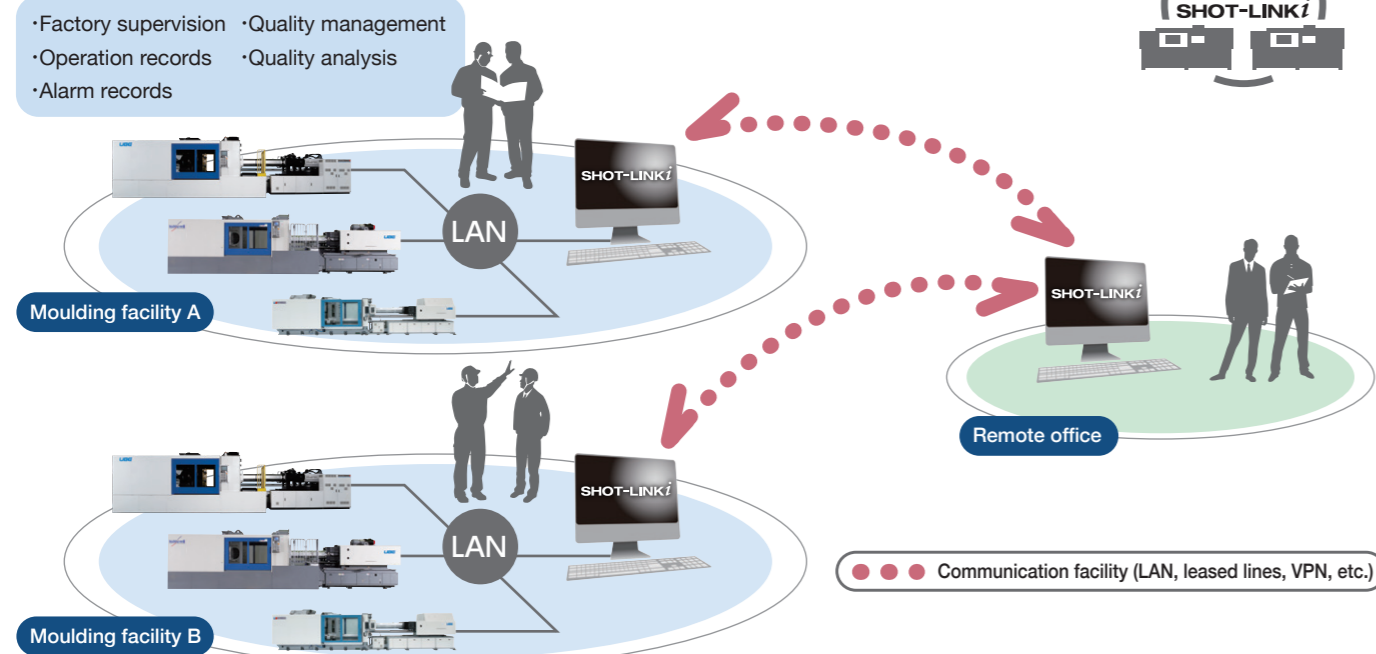 ·Factory supervision ·Quality management
·Operation records ·Quality analysis
·Alarm records
SHOT-LINKi
SHOT-LINKi
LAN
Moulding facility A
SHOT-LINKi
Remote office
SHOT-LINKi
LAN
Moulding facility B
Communication facility (LAN, leased lines, VPN, etc.)